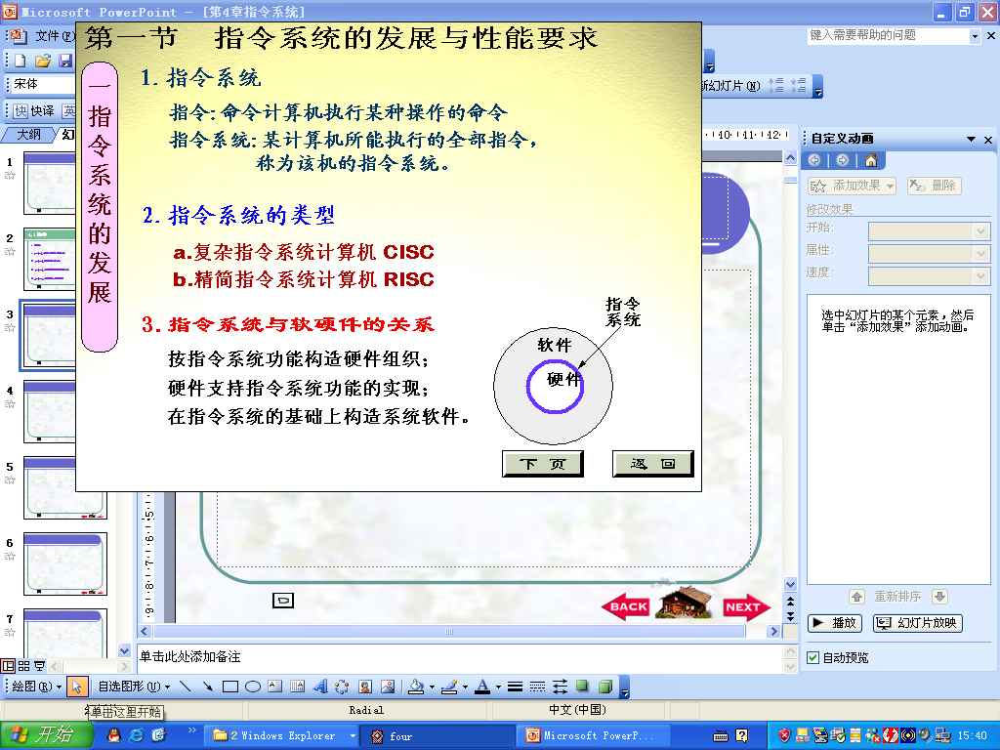 Microsoft PowerPoint - [第4章指令系统]
文件(F)
键入需要帮助的问题
宋体
新幻灯片(N)
快译
英
大纲
幻
第一节 指令系统的发展与性能要求
一指令系统的发展
1.指令系统
指令:命令计算机执行某种操作的命令
指令系统:某计算机所能执行的全部指令,
称为该机的指令系统。
2.指令系统的类型
a.复杂指令系统计算机 CISC
b.精简指令系统计算机 RISC
3.指令系统与软硬件的关系
按指令系统功能构造硬件组织;
硬件支持指令系统功能的实现;
在指令系统的基础上构造系统软件。
指令
系统
软件
硬件
下 页
返 回
1
2
3
4
5
6
7
·40·41·42·
BACK
NEXT
单击此处添加备注
自定义动画
添加效果
删除
修改效果
开始:
属性:
速度:
选中幻灯片的某个元素,然后
单击“添加效果”添加动画。
重新排序
播放
幻灯片放映
自动预览
绘图(R)
自选图形(U)
单击这里开始
Radial
中文(中国)
开始
2 Windows Explorer
four
Microsoft PowerP...
15:40